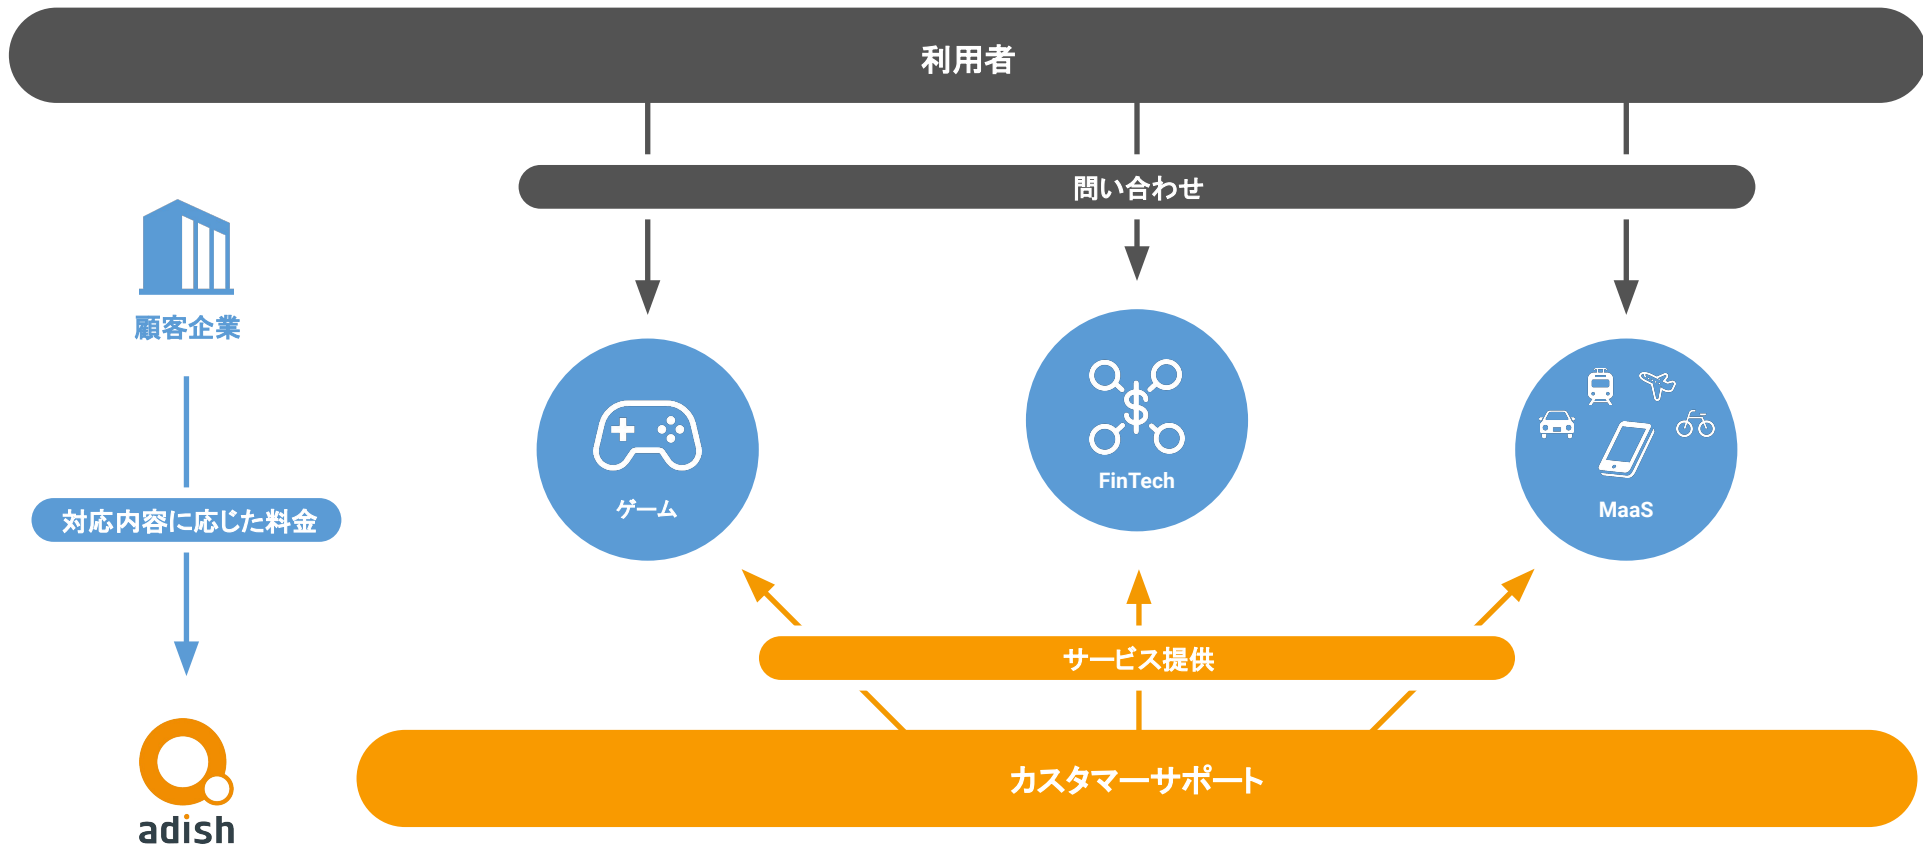 利用者
問い合わせ
顧客企業
ゲーム
FinTech
MaaS
対応内容に応じた料金
サービス提供
カスタマーサポート
adish